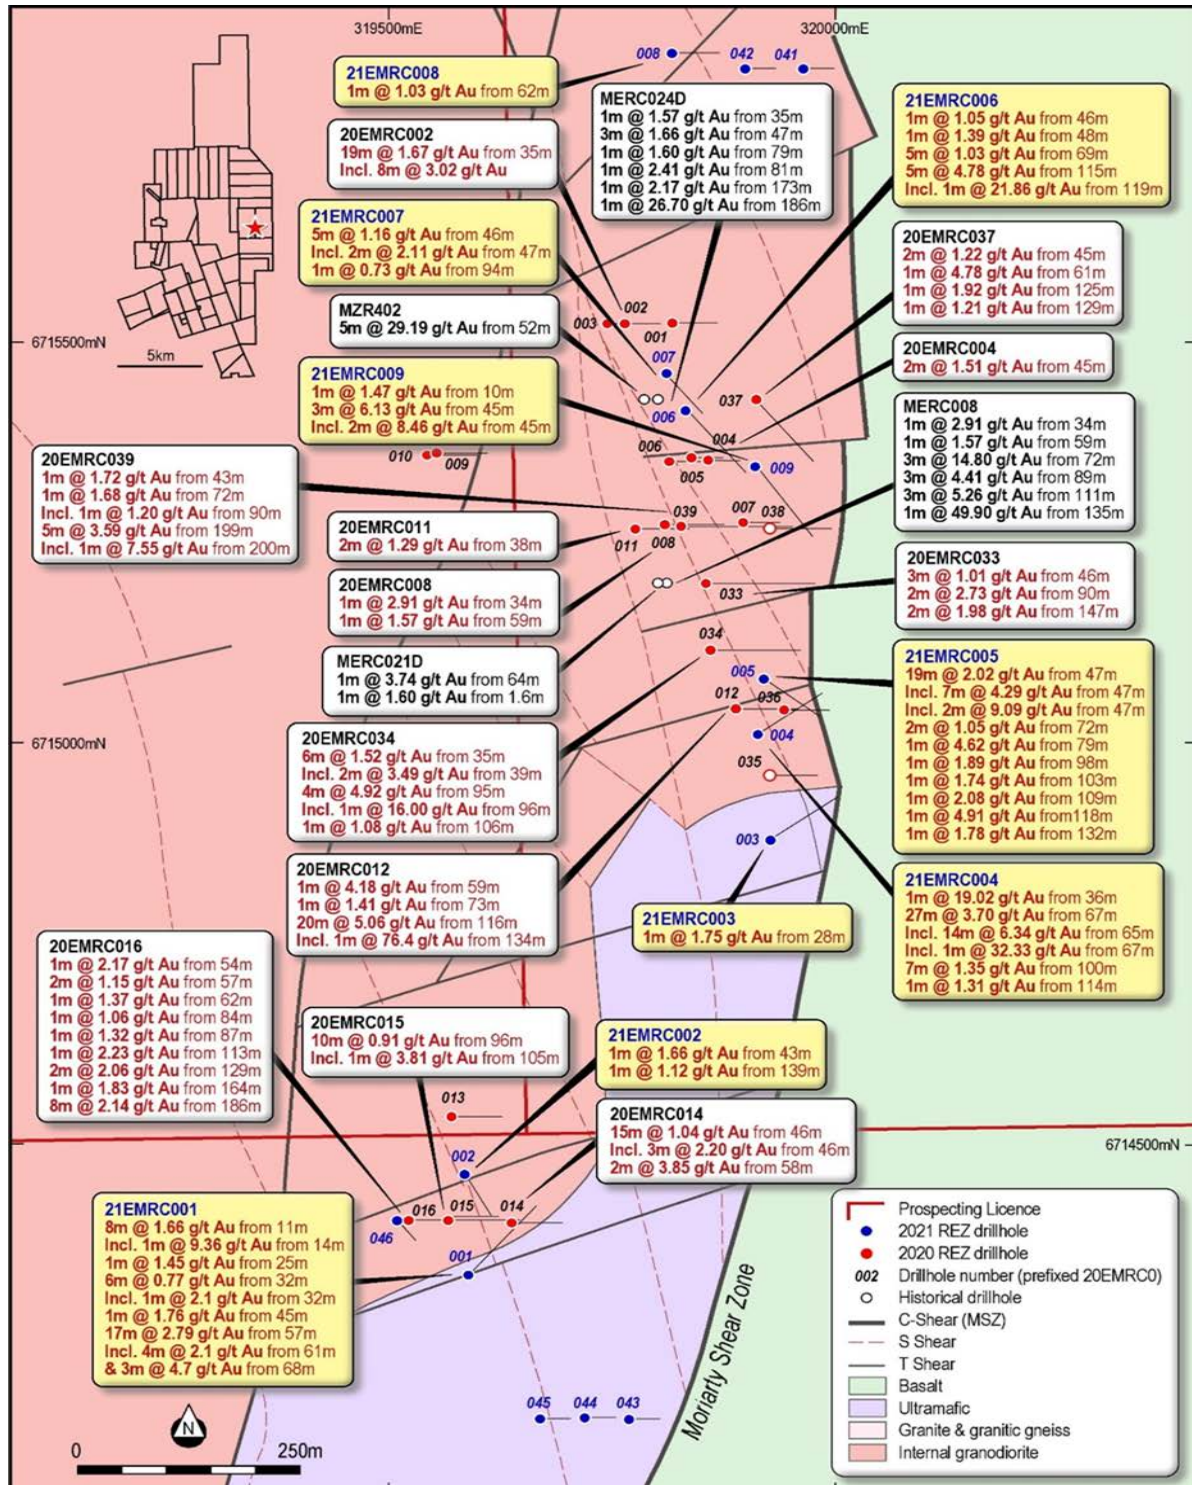 319500mE
320000mE
008
042
041
21EMRC008
1m @ 1.03 g/t Au from 62m
20EMRC002
19m @ 1.67 g/t Au from 35m
Incl. 8m @ 3.02 g/t Au
MERC024D
1m @ 1.57 g/t Au from 35m
3m @ 1.66 g/t Au from 47m
1m @ 1.60 g/t Au from 79m
1m @ 2.41 g/t Au from 81m
1m @ 2.17 g/t Au from 173m
1m @ 26.70 g/t Au from 186m
21EMRC006
1m @ 1.05 g/t Au from 46m
1m @ 1.39 g/t Au from 48m
5m @ 1.03 g/t Au from 69m
5m @ 4.78 g/t Au from 115m
Incl. 1m @ 21.86 g/t Au from 119m
21EMRC007
5m @ 1.16 g/t Au from 46m
Incl. 2m @ 2.11 g/t Au from 47m
1m @ 0.73 g/t Au from 94m
20EMRC037
2m @ 1.22 g/t Au from 45m
1m @ 4.78 g/t Au from 61m
1m @ 1.92 g/t Au from 125m
1m @ 1.21 g/t Au from 129m
MZR402
5m @ 29.19 g/t Au from 52m
003
002
001
6715500mN
5km
007
006
037
20EMRC004
2m @ 1.51 g/t Au from 45m
21EMRC009
1m @ 1.47 g/t Au from 10m
3m @ 6.13 g/t Au from 45m
Incl. 2m @ 8.46 g/t Au from 45m
MERC008
1m @ 2.91 g/t Au from 34m
1m @ 1.57 g/t Au from 59m
3m @ 14.80 g/t Au from 72m
3m @ 4.41 g/t Au from 89m
3m @ 5.26 g/t Au from 111m
1m @ 49.90 g/t Au from 135m
010
009
006
004
005
009
20EMRC039
1m @ 1.72 g/t Au from 43m
1m @ 1.68 g/t Au from 72m
Incl. 1m @ 1.20 g/t Au from 90m
5m @ 3.59 g/t Au from 199m
Incl. 1m @ 7.55 g/t Au from 200m
20EMRC011
2m @ 1.29 g/t Au from 38m
011
008
039
007
038
20EMRC008
1m @ 2.91 g/t Au from 34m
1m @ 1.57 g/t Au from 59m
033
20EMRC033
3m @ 1.01 g/t Au from 46m
2m @ 2.73 g/t Au from 90m
2m @ 1.98 g/t Au from 147m
MERC021D
1m @ 3.74 g/t Au from 64m
1m @ 1.60 g/t Au from 1.6m
034
005
012
036
004
035
21EMRC005
19m @ 2.02 g/t Au from 47m
Incl. 7m @ 4.29 g/t Au from 47m
Incl. 2m @ 9.09 g/t Au from 47m
2m @ 1.05 g/t Au from 72m
1m @ 4.62 g/t Au from 79m
1m @ 1.89 g/t Au from 98m
1m @ 1.74 g/t Au from 103m
1m @ 2.08 g/t Au from 109m
1m @ 4.91 g/t Au from118m
1m @ 1.78 g/t Au from 132m
6715000mN
20EMRC034
6m @ 1.52 g/t Au from 35m
Incl. 2m @ 3.49 g/t Au from 39m
4m @ 4.92 g/t Au from 95m
Incl. 1m @ 16.00 g/t Au from 96m
1m @ 1.08 g/t Au from 106m
003
20EMRC012
1m @ 4.18 g/t Au from 59m
1m @ 1.41 g/t Au from 73m
20m @ 5.06 g/t Au from 116m
Incl. 1m @ 76.4 g/t Au from 134m
21EMRC003
1m @ 1.75 g/t Au from 28m
21EMRC004
1m @ 19.02 g/t Au from 36m
27m @ 3.70 g/t Au from 67m
Incl. 14m @ 6.34 g/t Au from 65m
Incl. 1m @ 32.33 g/t Au from 67m
7m @ 1.35 g/t Au from 100m
1m @ 1.31 g/t Au from 114m
20EMRC016
1m @ 2.17 g/t Au from 54m
2m @ 1.15 g/t Au from 57m
1m @ 1.37 g/t Au from 62m
1m @ 1.06 g/t Au from 84m
1m @ 1.32 g/t Au from 87m
1m @ 2.23 g/t Au from 113m
2m @ 2.06 g/t Au from 129m
1m @ 1.83 g/t Au from 164m
8m @ 2.14 g/t Au from 186m
20EMRC015
10m @ 0.91 g/t Au from 96m
Incl. 1m @ 3.81 g/t Au from 105m
21EMRC002
1m @ 1.66 g/t Au from 43m
1m @ 1.12 g/t Au from 139m
013
20EMRC014
15m @ 1.04 g/t Au from 46m
Incl. 3m @ 2.20 g/t Au from 46m
2m @ 3.85 g/t Au from 58m
6714500mN
002
046
016
015
014
001
21EMRC001
8m @ 1.66 g/t Au from 11m
Incl. 1m @ 9.36 g/t Au from 14m
1m @ 1.45 g/t Au from 25m
6m @ 0.77 g/t Au from 32m
Incl. 1m @ 2.1 g/t Au from 32m
1m @ 1.76 g/t Au from 45m
17m @ 2.79 g/t Au from 57m
Incl. 4m @ 2.1 g/t Au from 61m
& 3m @ 4.7 g/t Au from 68m
Moriarty Shear Zone
045
044
043
N
0
250m
Prospecting Licence
2021 REZ drillhole
2020 REZ drillhole
002 Drillhole number (prefixed 20EMRC0)
Historical drillhole
C-Shear (MSZ)
S Shear
T Shear
Basalt
Ultramafic
Granite & granitic gneiss
Internal granodiorite